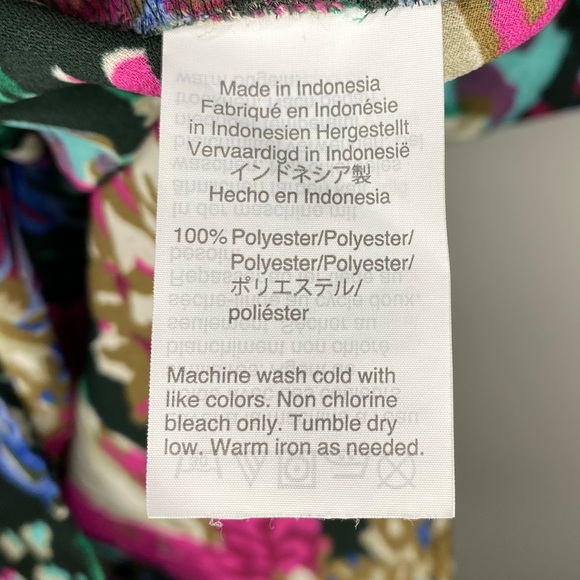 Made in Indonesia
Fabriqué en Indonésie
in Indonesien Hergestellt
Vervaardigd in Indonesië
インドネシア製
Hecho en Indonesia
100% Polyester/Polyester/
Polyester/Polyester/
ポリエステル/
poliéster
Machine wash cold with
like colors. Non chlorine
bleach only. Tumble dry
low. Warm iron as needed.